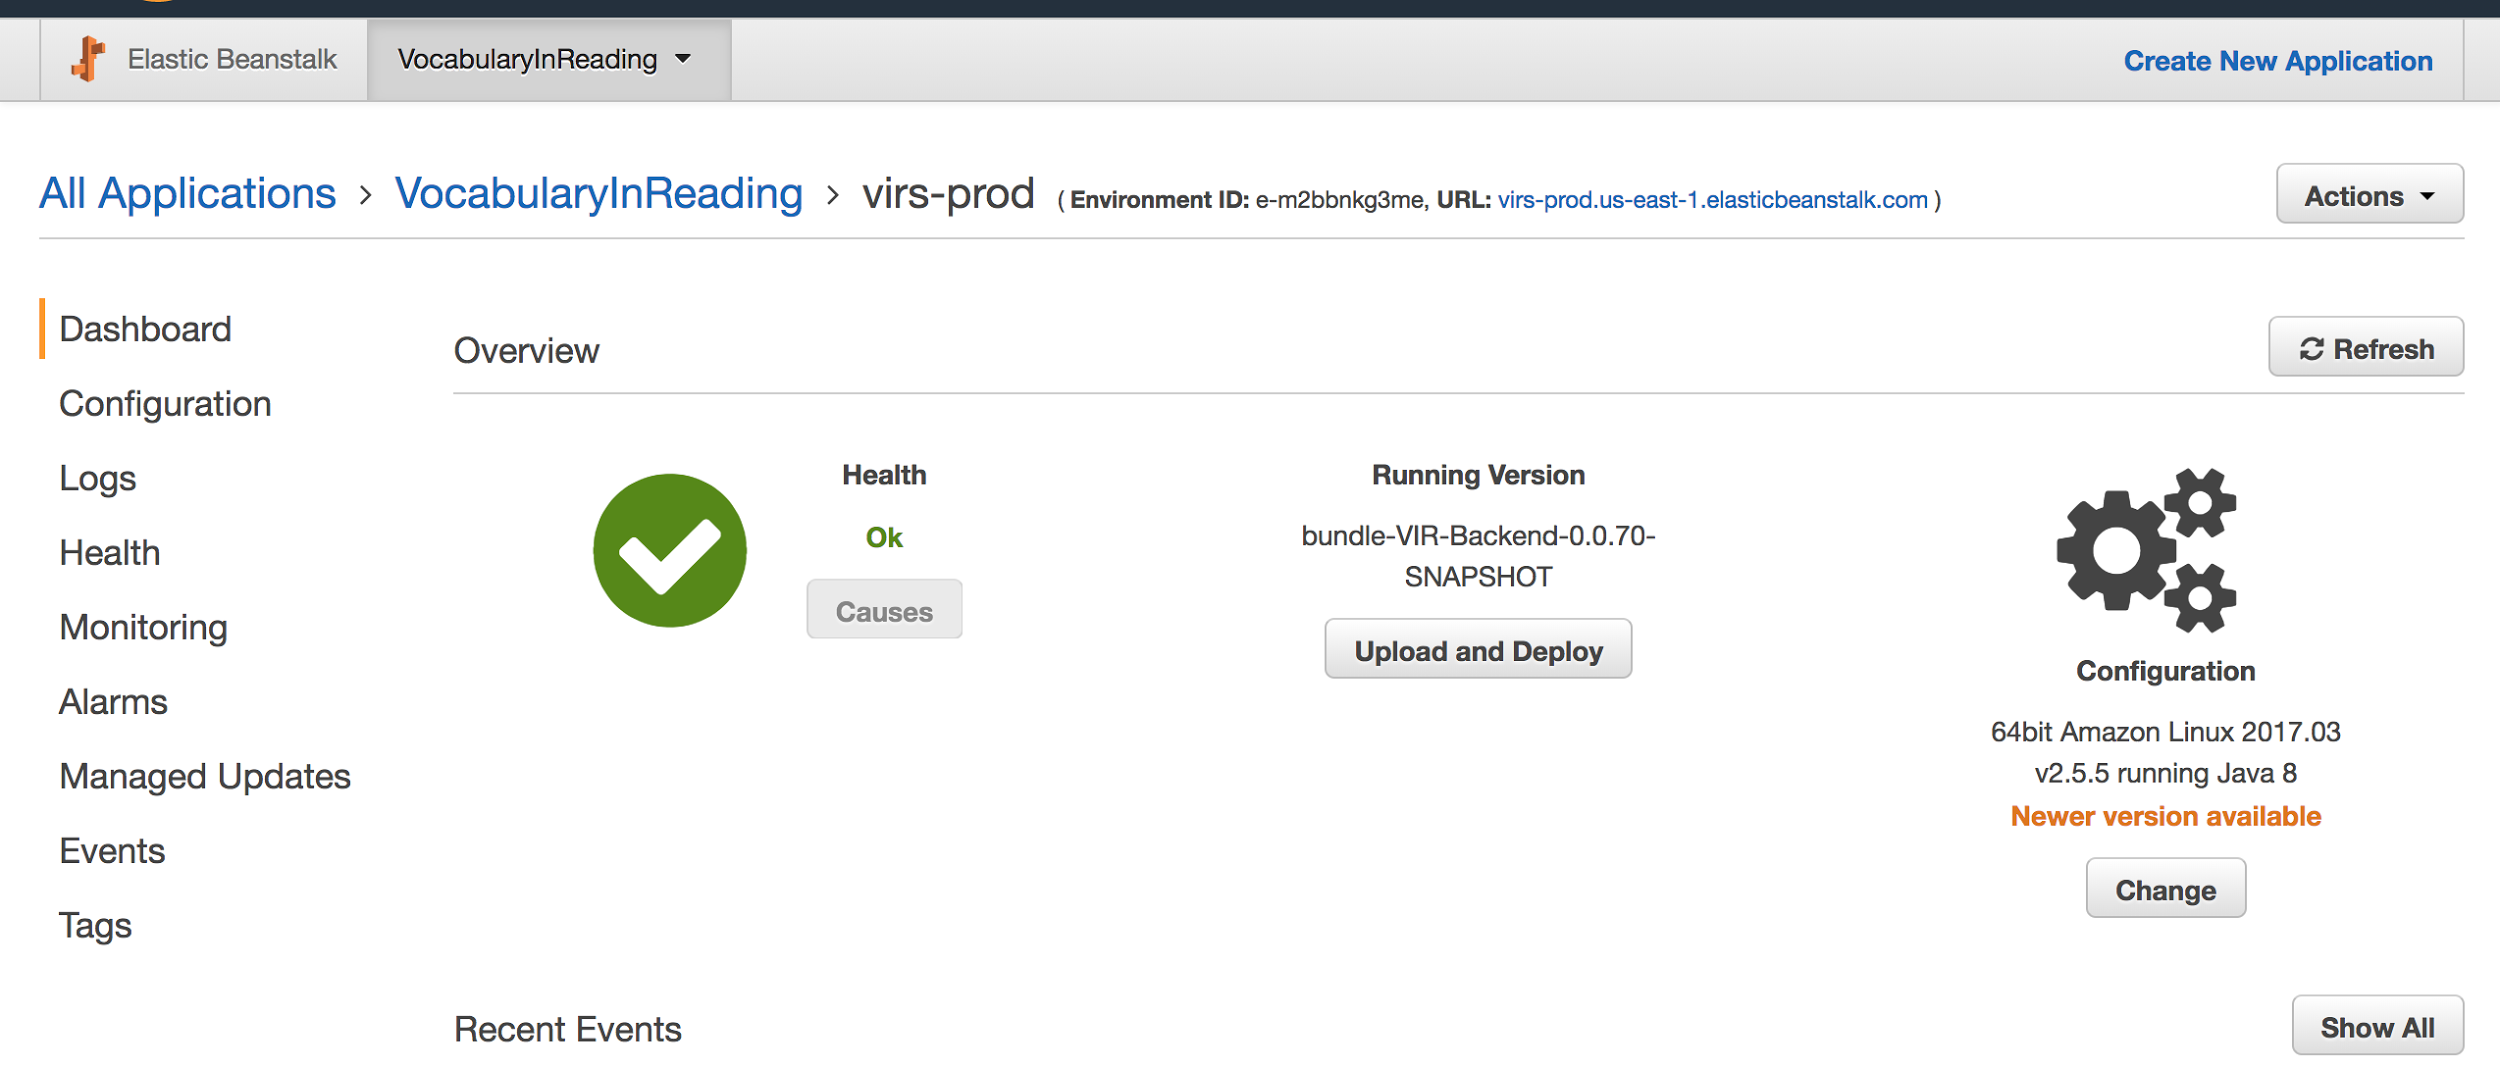 Elastic Beanstalk VocabularyInReading Create New Application
All Applications › VocabularyInReading › virs-prod ( Environment ID: e-m2bbnkg3me, URL: virs-prod.us-east-1.elasticbeanstalk.com ) Actions
Dashboard
Configuration
Logs
Health
Monitoring
Alarms
Managed Updates
Events
Tags
Overview
Refresh
Health
Ok
Causes
Running Version
bundle-VIR-Backend-0.0.70-
SNAPSHOT
Upload and Deploy
Configuration
64bit Amazon Linux 2017.03
v2.5.5 running Java 8
Newer version available
Change
Recent Events
Show All